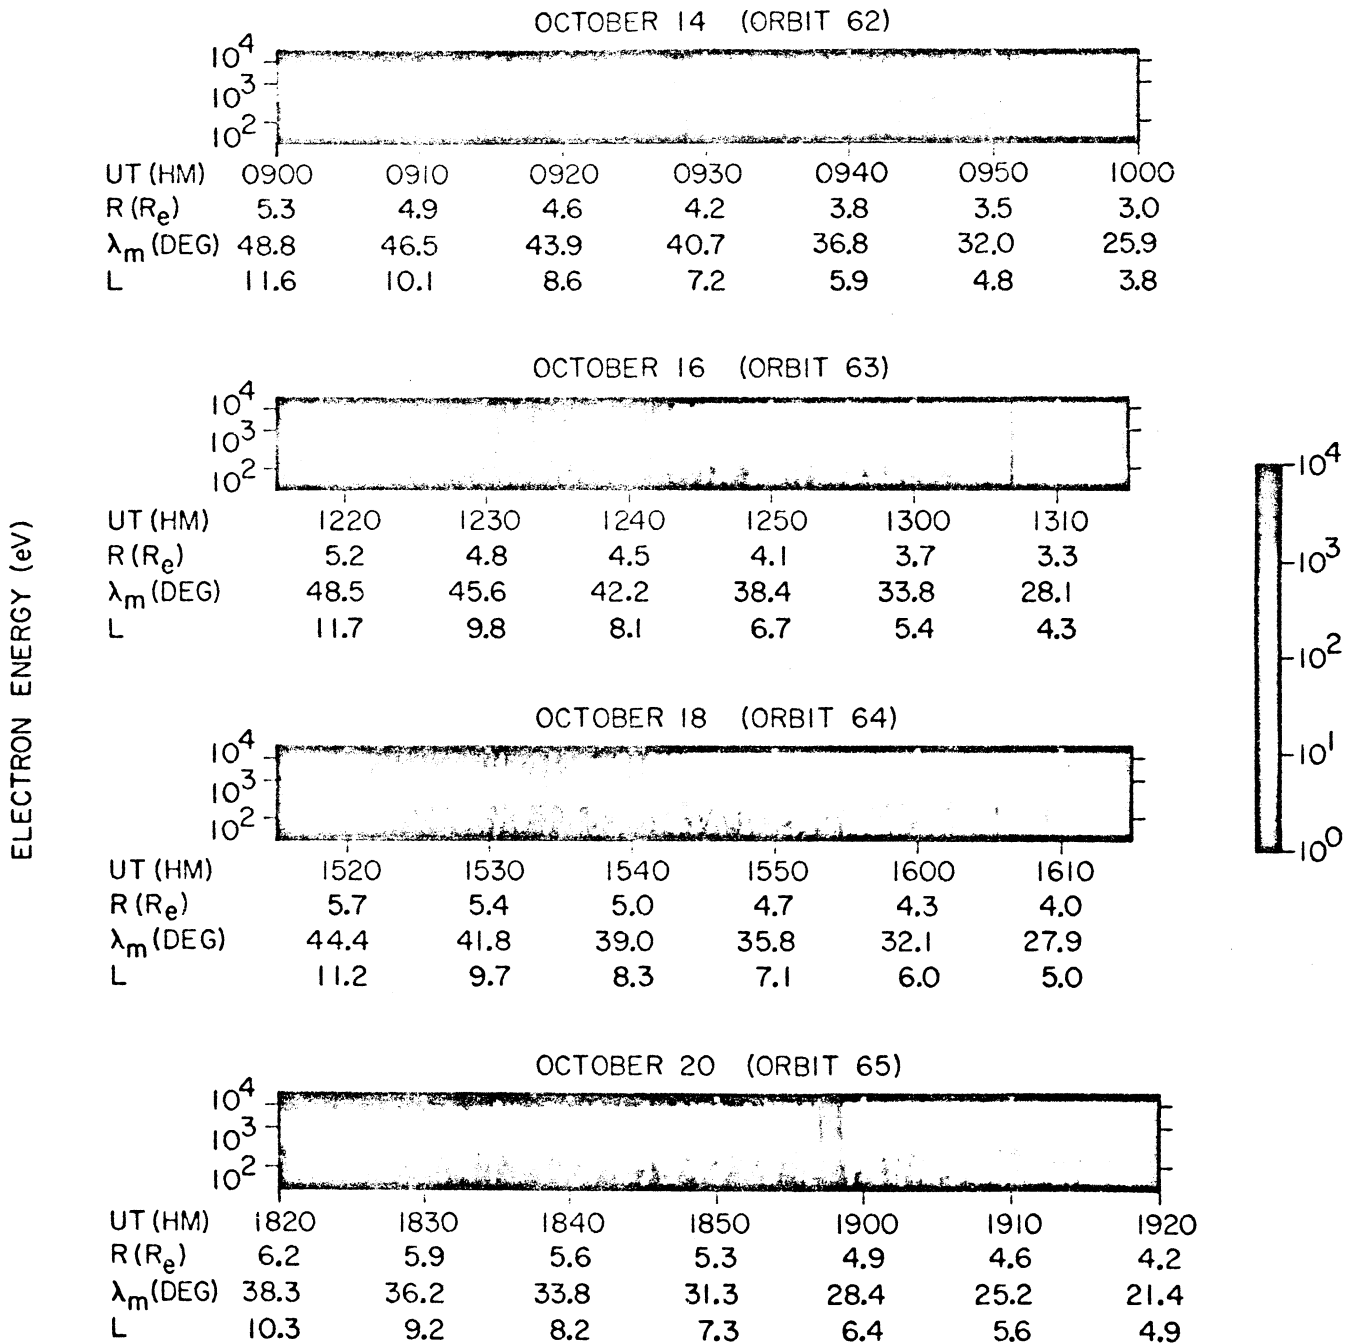 OCTOBER 14 (ORBIT 62)
10^4
10^3
10^2
UT (HM) 0900 0910 0920 0930 0940 0950 1000
R (Re) 5.3 4.9 4.6 4.2 3.8 3.5 3.0
λm (DEG) 48.8 46.5 43.9 40.7 36.8 32.0 25.9
L 11.6 10.1 8.6 7.2 5.9 4.8 3.8
OCTOBER 16 (ORBIT 63)
10^4
10^3
10^2
UT (HM) 1220 1230 1240 1250 1300 1310
R (Re) 5.2 4.8 4.5 4.1 3.7 3.3
λm (DEG) 48.5 45.6 42.2 38.4 33.8 28.1
L 11.7 9.8 8.1 6.7 5.4 4.3
OCTOBER 18 (ORBIT 64)
10^4
10^3
10^2
UT (HM) 1520 1530 1540 1550 1600 1610
R (Re) 5.7 5.4 5.0 4.7 4.3 4.0
λm (DEG) 44.4 41.8 39.0 35.8 32.1 27.9
L 11.2 9.7 8.3 7.1 6.0 5.0
OCTOBER 20 (ORBIT 65)
10^4
10^3
10^2
UT (HM) 1820 1830 1840 1850 1900 1910 1920
R (Re) 6.2 5.9 5.6 5.3 4.9 4.6 4.2
λm (DEG) 38.3 36.2 33.8 31.3 28.4 25.2 21.4
L 10.3 9.2 8.2 7.3 6.4 5.6 4.9
ELECTRON ENERGY (eV)
10^4
10^3
10^2
10^1
10^0